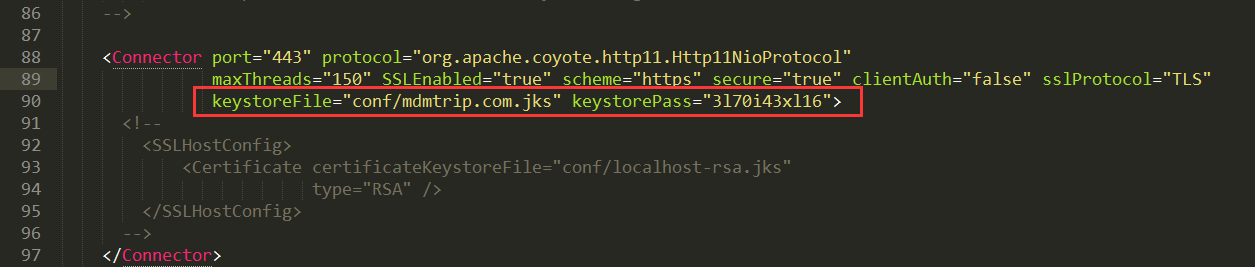 86 -->
87
88 <Connector port="443" protocol="org.apache.coyote.http11.Http11NioProtocol"
89 maxThreads="150" SSLEnabled="true" scheme="https" secure="true" clientAuth="false" sslProtocol="TLS"
90 keystoreFile="conf/mdmtrip.com.jks" keystorePass="3l70i43xl16">
91 <!--
92 <SSLHostConfig>
93 <Certificate certificateKeystoreFile="conf/localhost-rsa.jks"
94 type="RSA" />
95 </SSLHostConfig>
96 -->
97 </Connector>